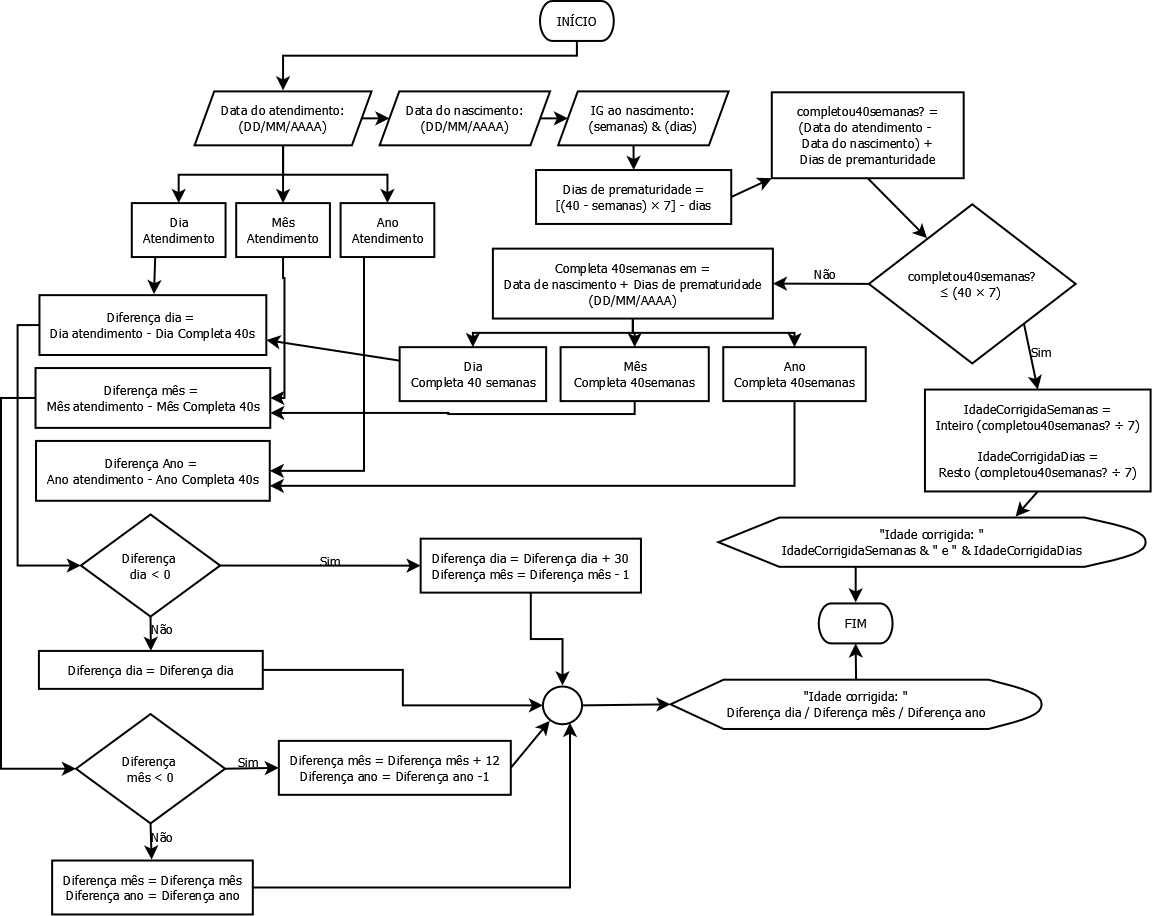 INÍCIO
Data do atendimento:
(DD/MM/AAAA)
Data do nascimento:
(DD/MM/AAAA)
IG ao nascimento:
(semanas) & (dias)
completou40semanas? =
(Data do atendimento -
Data do nascimento) +
Dias de premanturidade
Dias de prematuridade =
[(40 - semanas) × 7] - dias
Dia
Atendimento
Mês
Atendimento
Ano
Atendimento
completou40semanas?
≤ (40 × 7)
Não
Sim
Completa 40semanas em =
Data de nascimento + Dias de prematuridade
(DD/MM/AAAA)
Diferença dia =
Dia atendimento - Dia Completa 40s
Dia
Completa 40 semanas
Mês
Completa 40semanas
Ano
Completa 40semanas
Diferença mês =
Mês atendimento - Mês Completa 40s
Diferença Ano =
Ano atendimento - Ano Completa 40s
IdadeCorrigidaSemanas =
Inteiro (completou40semanas? ÷ 7)
IdadeCorrigidaDias =
Resto (completou40semanas? ÷ 7)
"Idade corrigida: "
IdadeCorrigidaSemanas & " e " & IdadeCorrigidaDias
Diferença
dia < 0
Sim
Diferença dia = Diferença dia + 30
Diferença mês = Diferença mês - 1
Não
Diferença dia = Diferença dia
FIM
"Idade corrigida: "
Diferença dia / Diferença mês / Diferença ano
Diferença
mês < 0
Sim
Diferença mês = Diferença mês + 12
Diferença ano = Diferença ano -1
Não
Diferença mês = Diferença mês
Diferença ano = Diferença ano